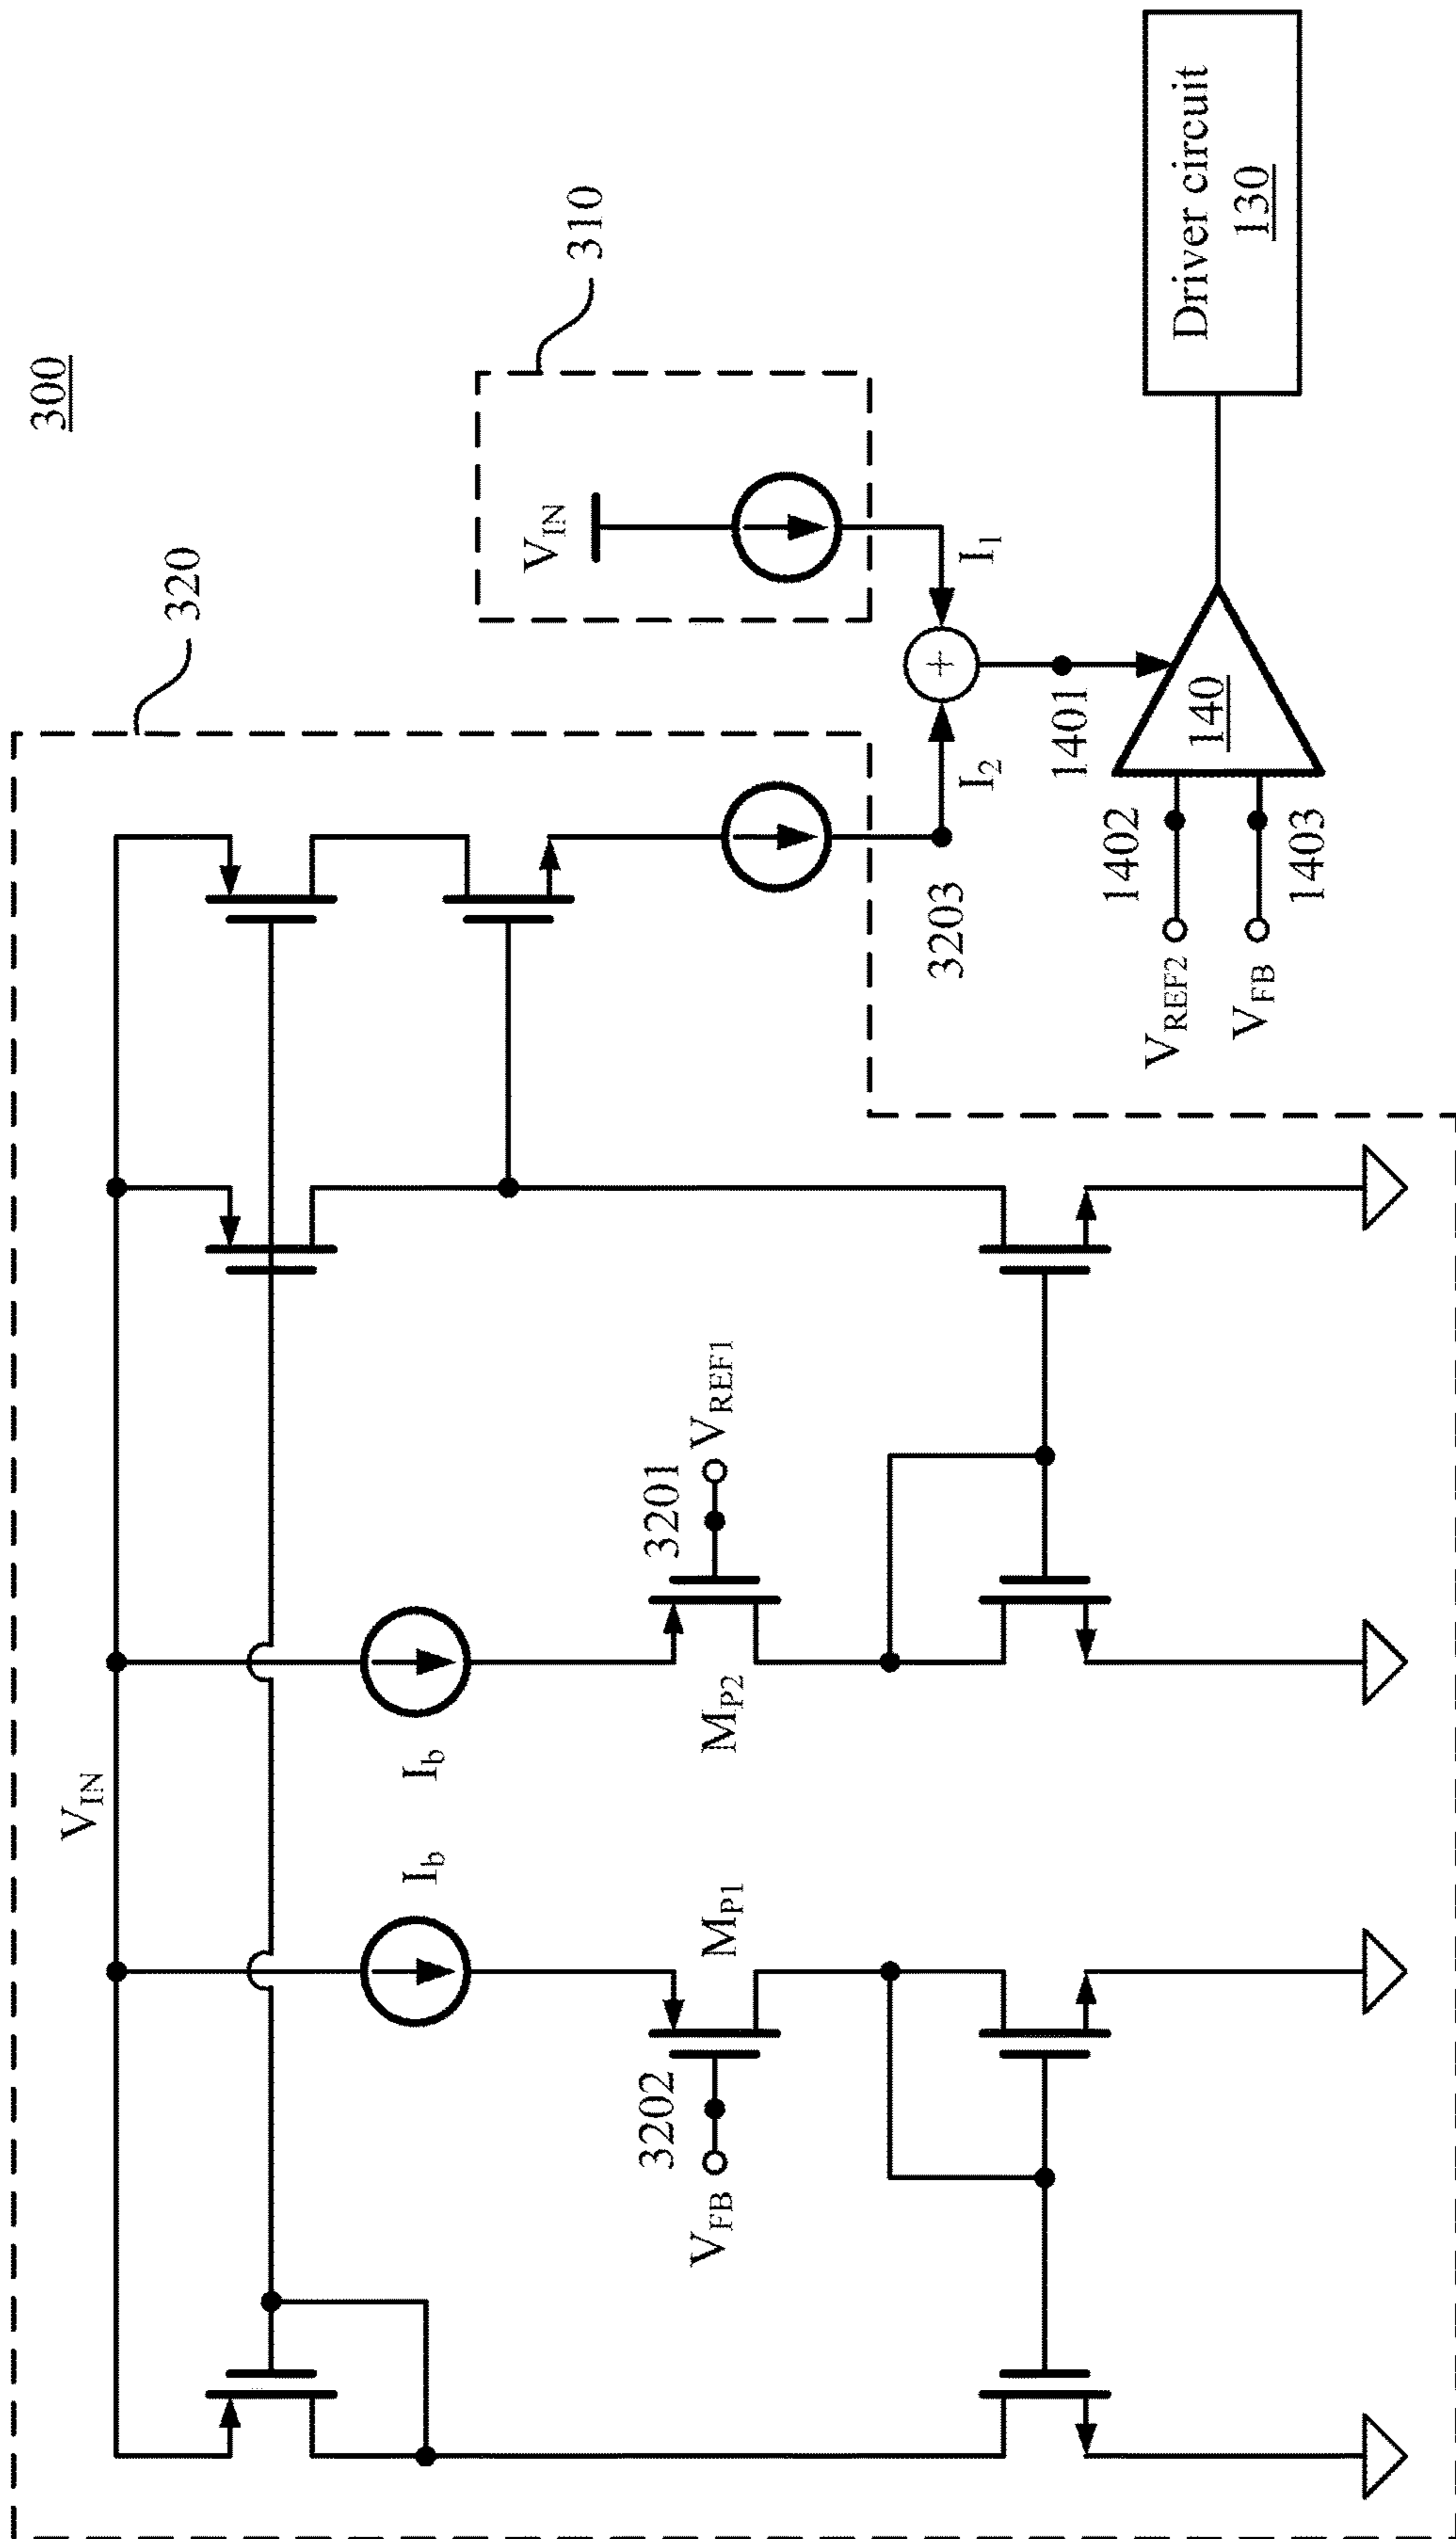 300
320
310
V_IN
V_IN
I_b
I_b
3202
V_FB
M_P1
M_P2
3201
V_REF1
3203
I_2
I_1
+
1401
1402
V_REF2
1403
V_FB
140
Driver circuit
130